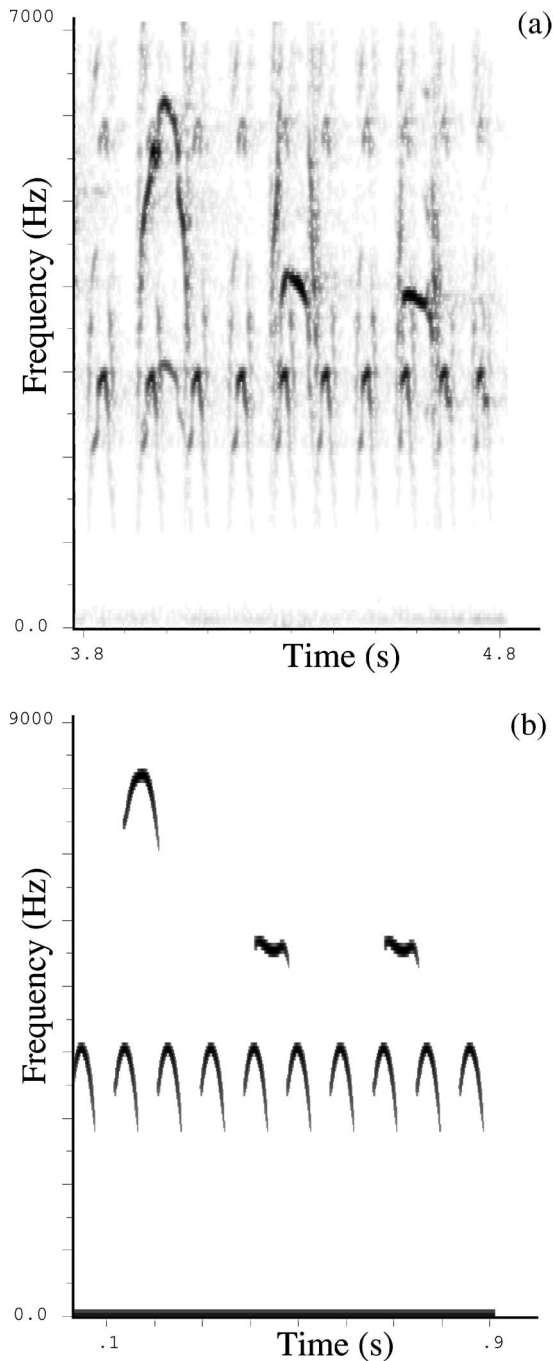 7000
(a)
Frequency (Hz)
0.0
3.8
Time (s)
4.8
9000
(b)
Frequency (Hz)
0.0
.1
Time (s)
.9